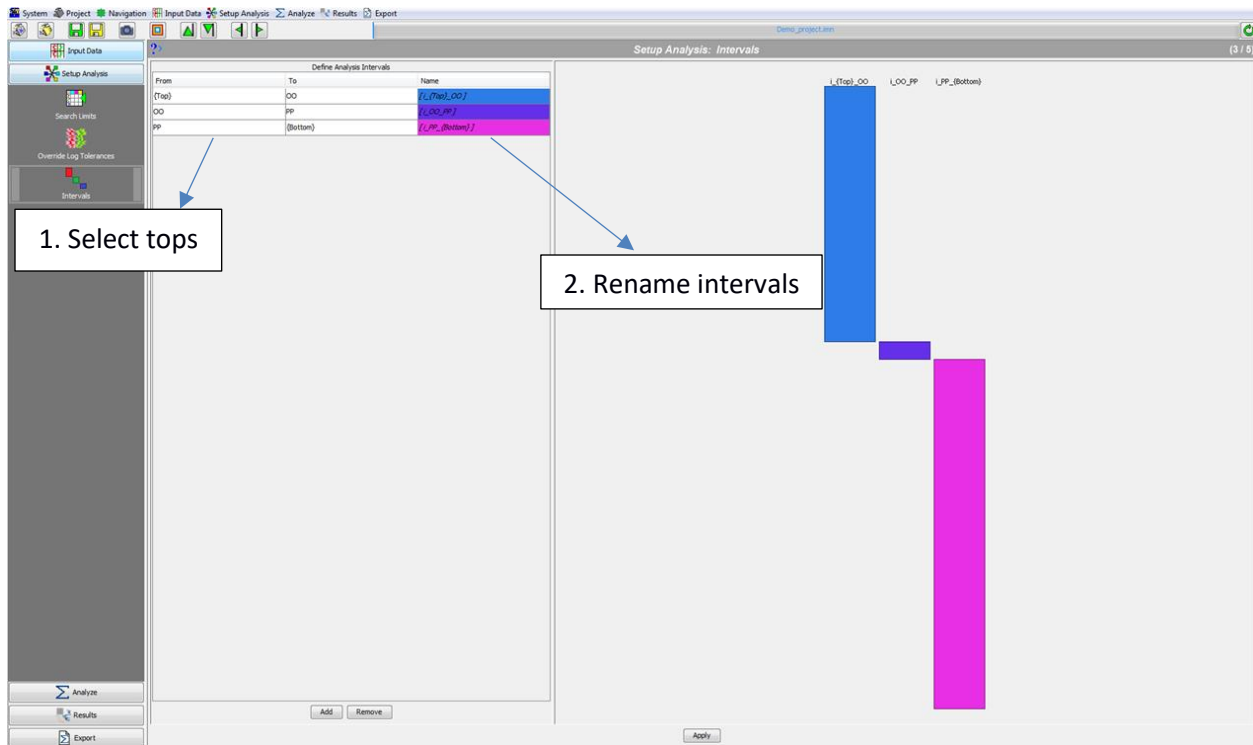 System Project Navigation Input Data Setup Analysis Analyze Results Export
Demo_project.mm
Input Data
Setup Analysis: Intervals
(3 / 5)
Setup Analysis
Search Limits
Override Log Tolerances
Intervals
Define Analysis Intervals
From To Name
{Top} OO [ i_{Top}_OO ]
OO PP [ i_OO_PP ]
PP {Bottom} [ i_PP_{Bottom} ]
i_{Top}_OO i_OO_PP i_PP_{Bottom}
1. Select tops
2. Rename intervals
Add Remove
Apply
Analyze
Results
Export